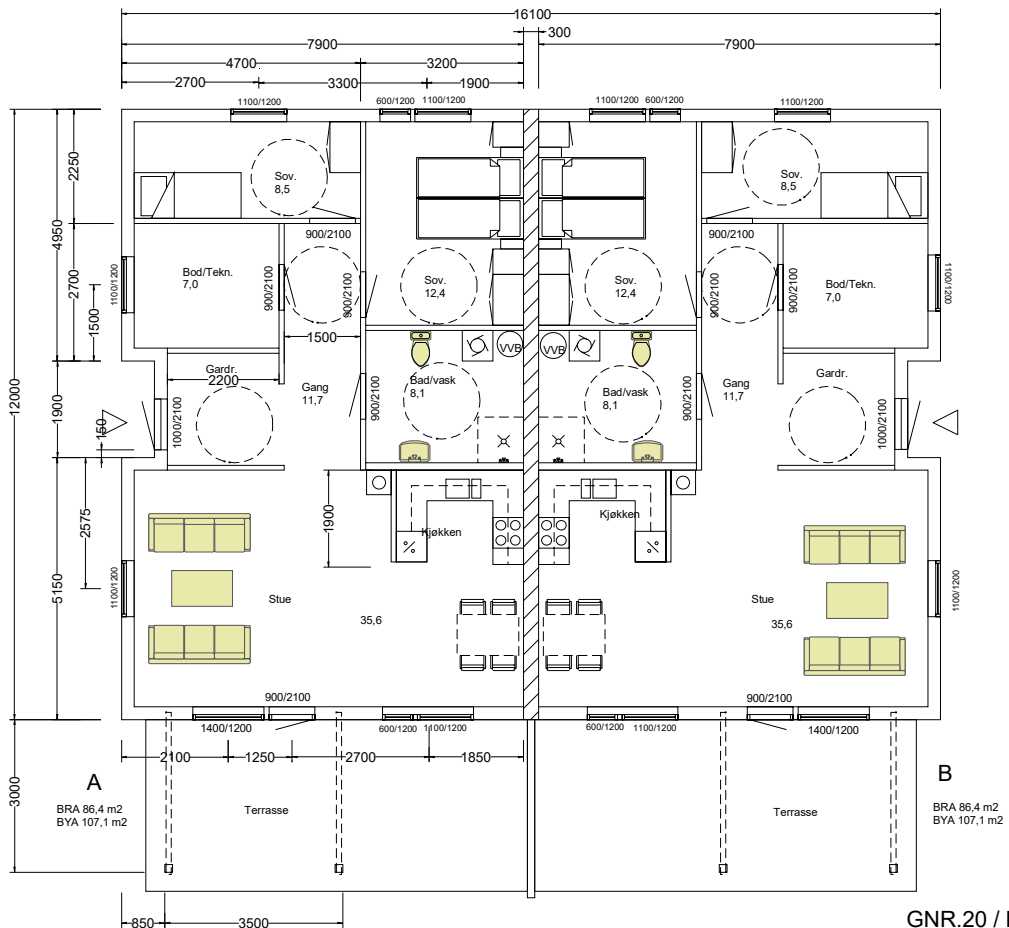 16100
300
7900
7900
4700
3200
2700
3300
1900
1100/1200
600/1200
1100/1200
1100/1200
600/1200
1100/1200
2250
4950
2700
1500
12000
1900
150
2575
5150
3000
Sov.
8,5
Sov.
8,5
900/2100
900/2100
Bod/Tekn.
7,0
1100/1200
900/2100
900/2100
Sov.
12,4
Sov.
12,4
900/2100
900/2100
Bod/Tekn.
7,0
1100/1200
1500
VVB
VVB
Gardr.
2200
Gang
11,7
900/2100
Bad/vask
8,1
Bad/vask
8,1
900/2100
Gang
11,7
Gardr.
1000/2100
1000/2100
1900
Kjøkken
Kjøkken
1100/1200
Stue
35,6
Stue
35,6
1100/1200
900/2100
900/2100
1400/1200
600/1200
1100/1200
600/1200
1100/1200
1400/1200
2100
1250
2700
1850
A
BRA 86,4 m2
BYA 107,1 m2
Terrasse
Terrasse
B
BRA 86,4 m2
BYA 107,1 m2
850
3500
GNR.20 /